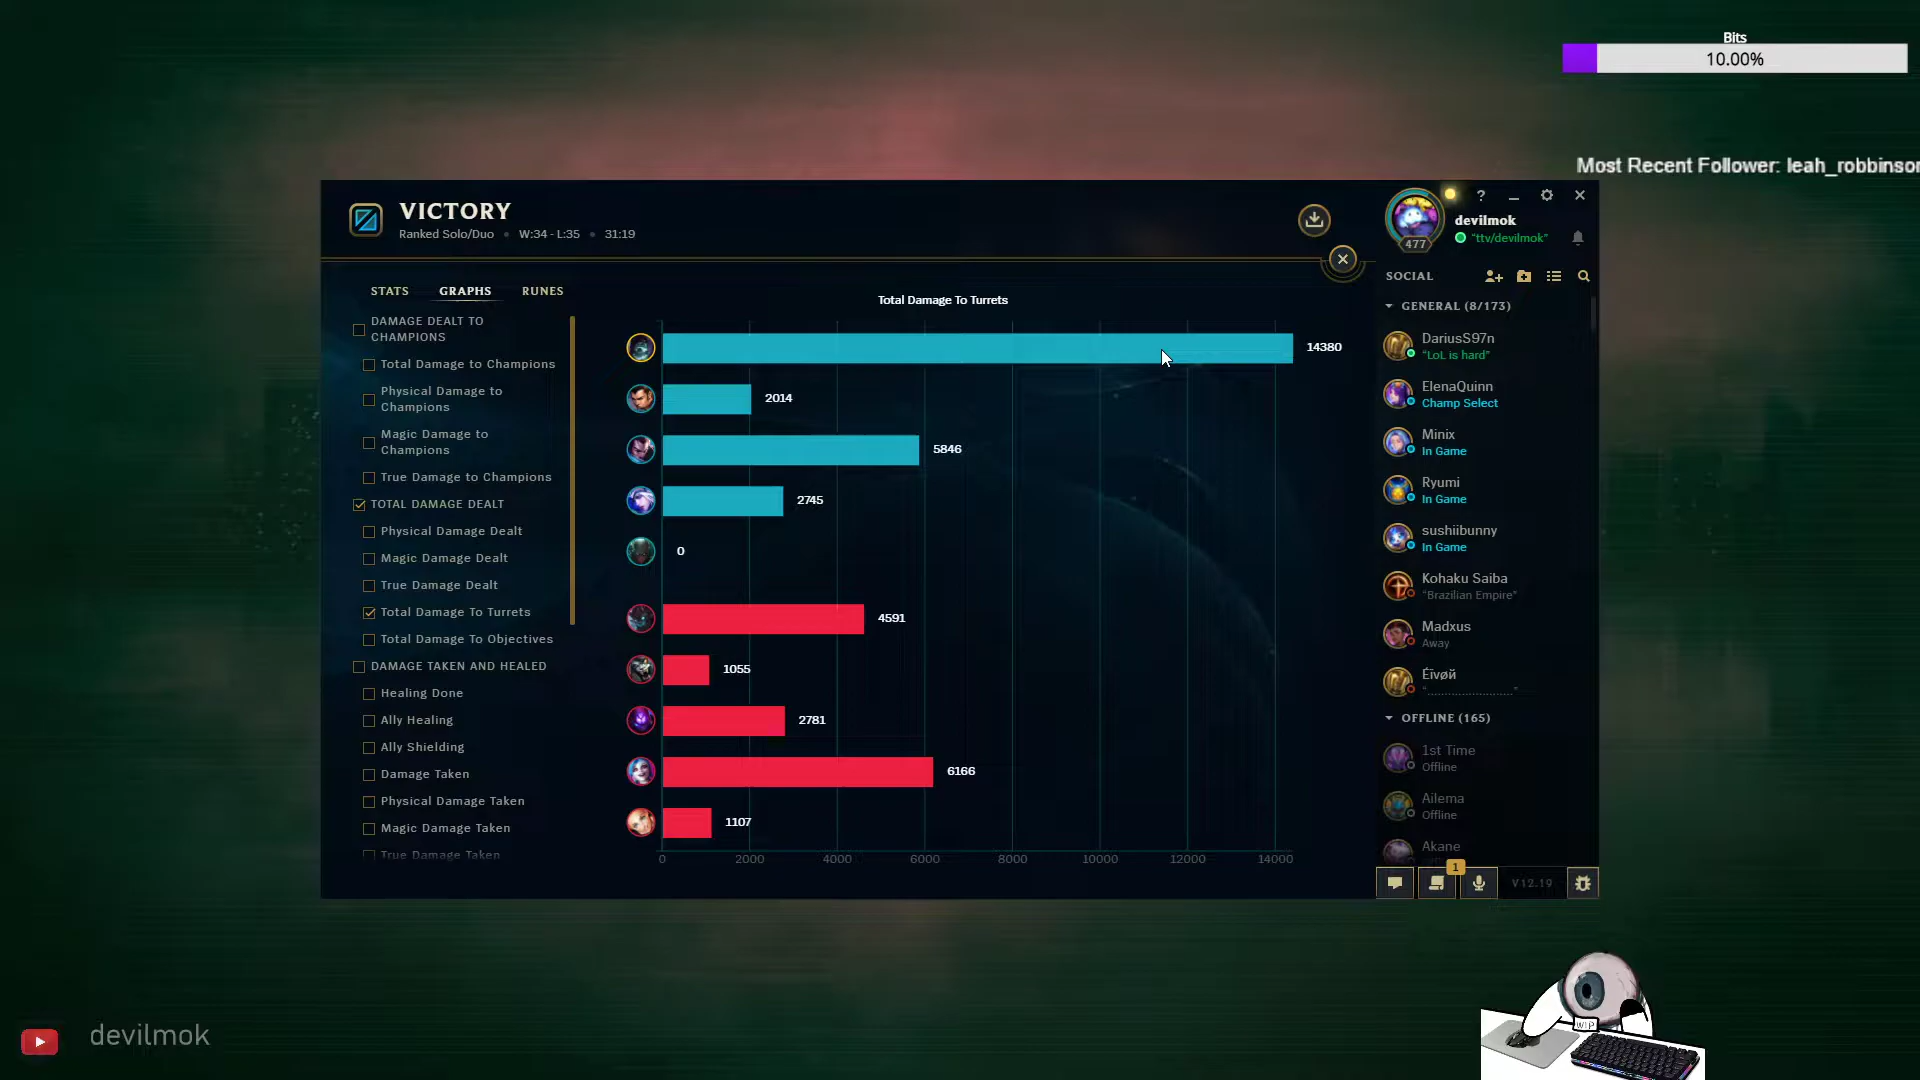 Bits
10.00%
Most Recent Follower: leah_robbinson
VICTORY
Ranked Solo/Duo • W:34 - L:35 • 31:19
STATS GRAPHS RUNES
DAMAGE DEALT TO
CHAMPIONS
Total Damage to Champions
Physical Damage to
Champions
Magic Damage to
Champions
True Damage to Champions
TOTAL DAMAGE DEALT
Physical Damage Dealt
Magic Damage Dealt
True Damage Dealt
Total Damage To Turrets
Total Damage To Objectives
DAMAGE TAKEN AND HEALED
Healing Done
Ally Healing
Ally Shielding
Damage Taken
Physical Damage Taken
Magic Damage Taken
True Damage Taken
Total Damage To Turrets
14380
2014
5846
2745
0
4591
1055
2781
6166
1107
0 2000 4000 6000 8000 10000 12000 14000
?
477
devilmok
"ttv/devilmok"
SOCIAL
GENERAL (8/173)
DariusS97n
"LoL is hard"
ElenaQuinn
Champ Select
Minix
In Game
Ryumi
In Game
sushiibunny
In Game
Kohaku Saiba
"Brazilian Empire"
Madxus
Away
OFFLINE (165)
1st Time
Offline
Ailema
Offline
Akane
1
V12.19
WIP
devilmok